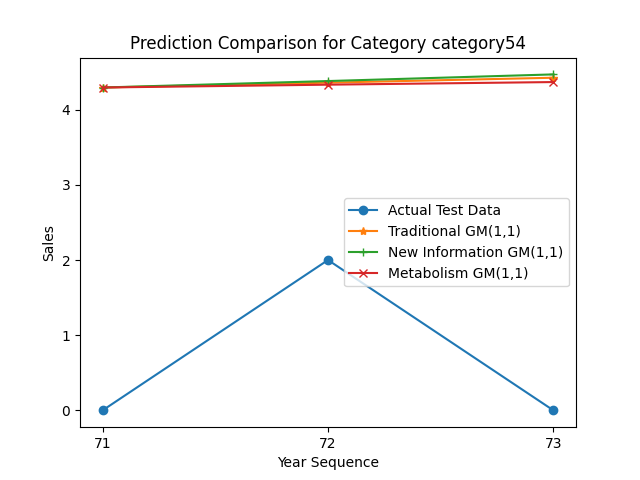 Prediction Comparison for Category category54
Sales
4
3
2
1
0
Actual Test Data
Traditional GM(1,1)
New Information GM(1,1)
Metabolism GM(1,1)
71
72
73
Year Sequence